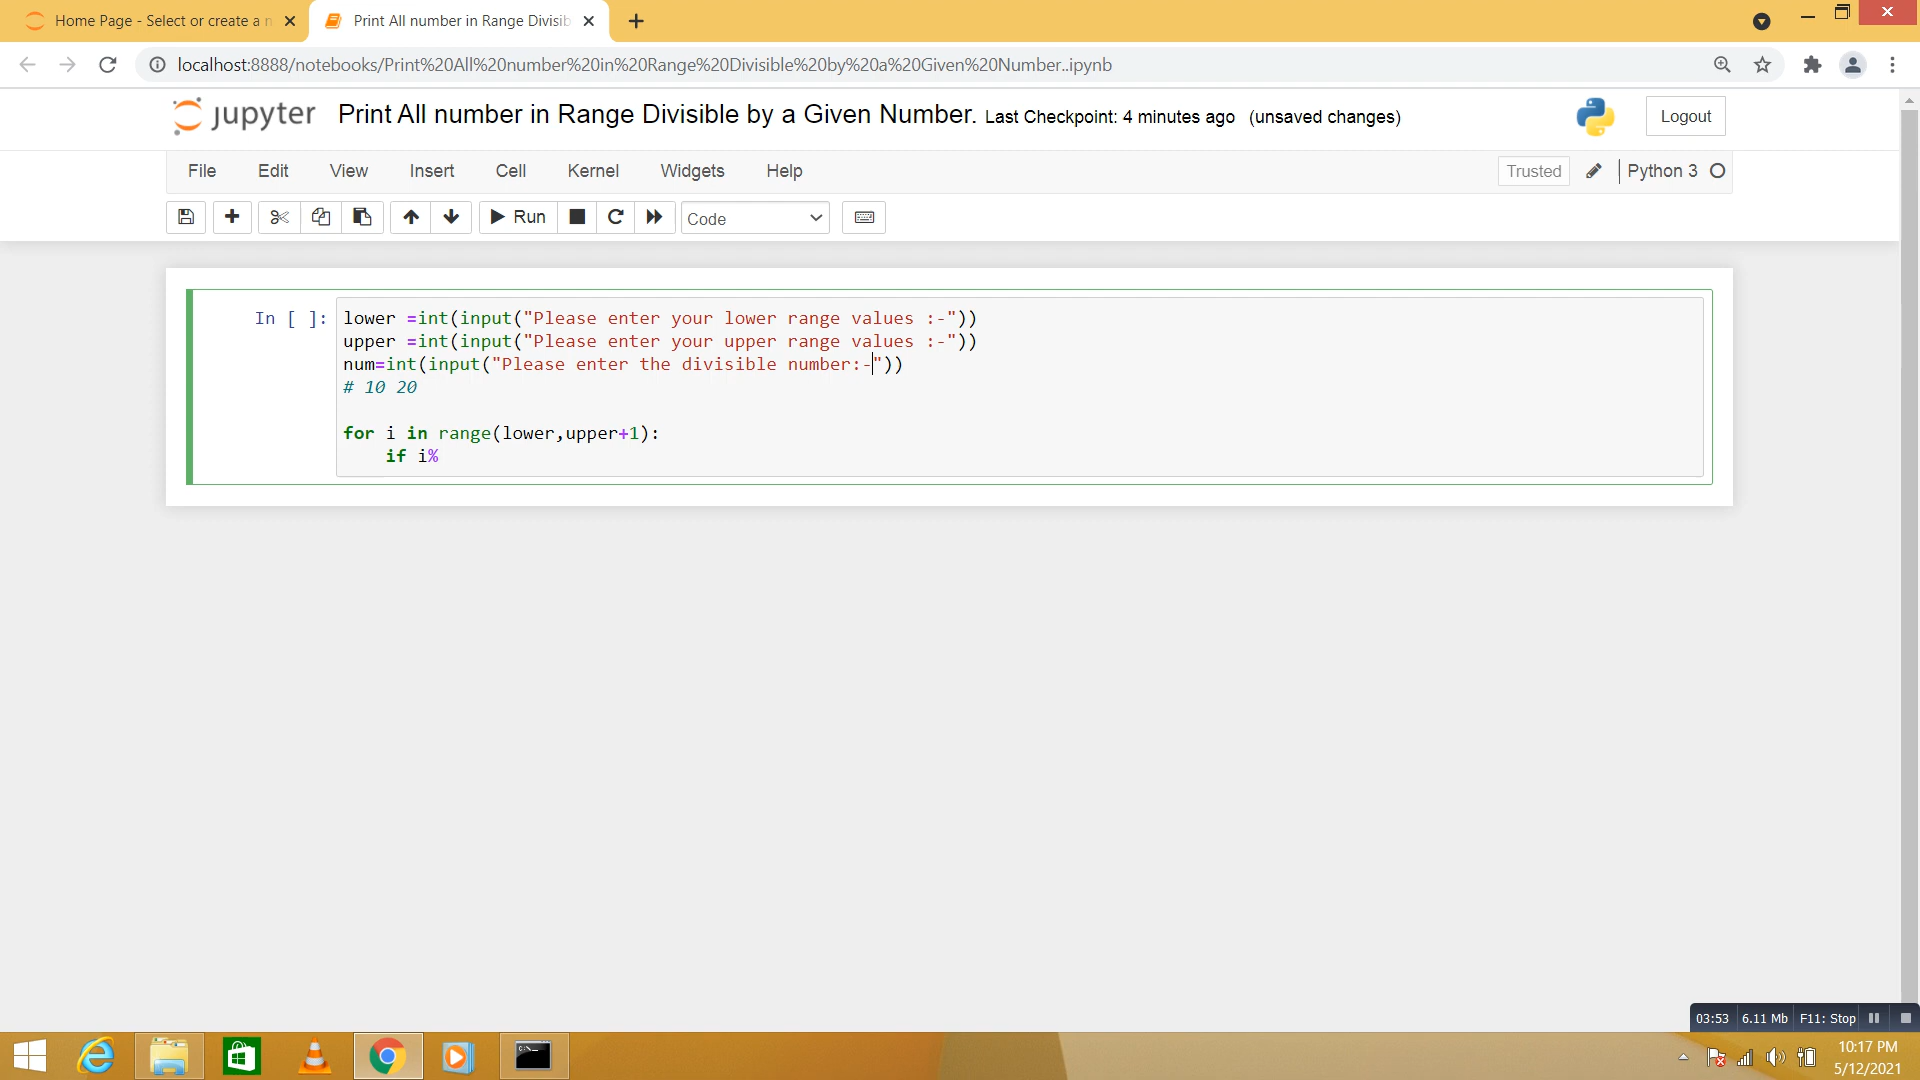 Home Page - Select or create a n
Print All number in Range Divisib
localhost:8888/notebooks/Print%20All%20number%20in%20Range%20Divisible%20by%20a%20Given%20Number..ipynb
jupyter Print All number in Range Divisible by a Given Number. Last Checkpoint: 4 minutes ago (unsaved changes)
Logout
File Edit View Insert Cell Kernel Widgets Help
Trusted Python 3
Run Code
In [ ]: lower =int(input("Please enter your lower range values :-"))
upper =int(input("Please enter your upper range values :-"))
num=int(input("Please enter the divisible number:-"))
# 10 20
for i in range(lower,upper+1):
if i%
03:53 6.11 Mb F11: Stop
10:17 PM
5/12/2021